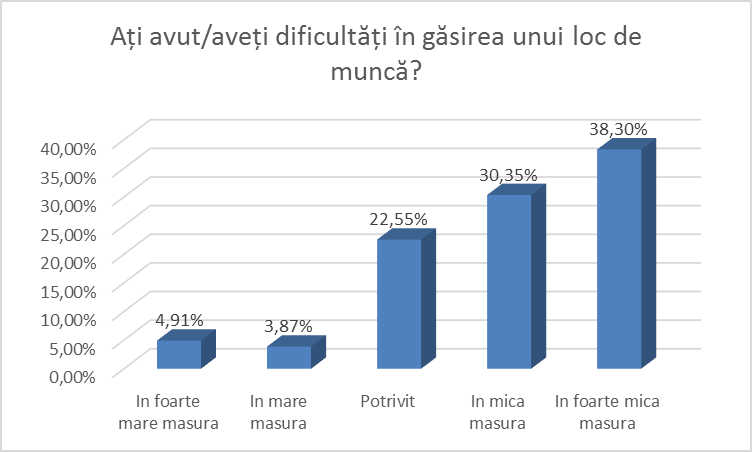 Ați avut/aveți dificultăți în găsirea unui loc de
muncă?
40,00%
35,00%
30,00%
25,00%
20,00%
15,00%
10,00%
5,00%
0,00%
4,91%
3,87%
22,55%
30,35%
38,30%
In foarte
mare masura
In mare
masura
Potrivit
In mica
masura
In foarte mica
masura